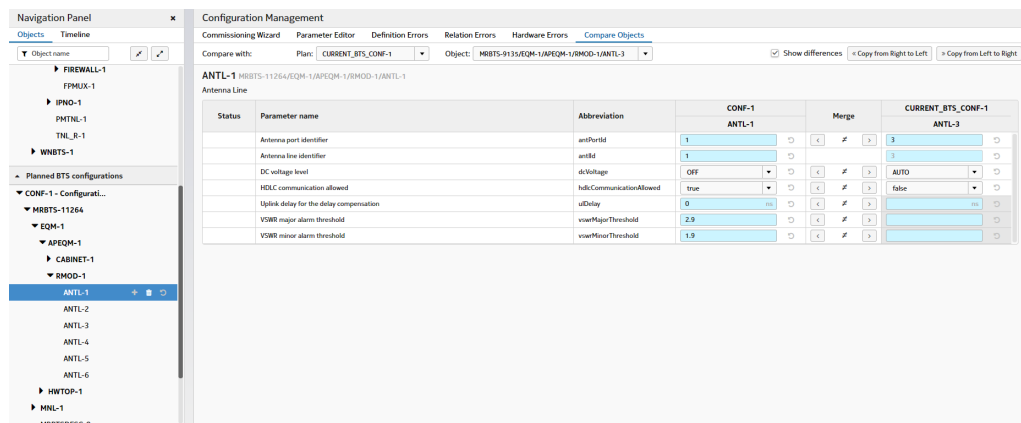 Navigation Panel ×
Objects Timeline
Object name
FIREWALL-1
FPMUX-1
IPNO-1
PMTNL-1
TNL_R-1
WNBTS-1
Planned BTS configurations
CONF-1 - Configurati...
MRBTS-11264
EQM-1
APEQM-1
CABINET-1
RMOD-1
ANTL-1
ANTL-2
ANTL-3
ANTL-4
ANTL-5
ANTL-6
HWTOP-1
MNL-1
Configuration Management
Commissioning Wizard Parameter Editor Definition Errors Relation Errors Hardware Errors Compare Objects
Compare with: Plan: CURRENT_BTS_CONF-1 Object: MRBTS-9135/EQM-1/APEQM-1/RMOD-1/ANTL-3 Show differences « Copy from Right to Left » Copy from Left to Right
ANTL-1 MRBTS-11264/EQM-1/APEQM-1/RMOD-1/ANTL-1
Antenna Line
Status Parameter name Abbreviation CONF-1 Merge CURRENT_BTS_CONF-1
ANTL-1 ANTL-3
Antenna port identifier antPortId 1 < ≠ > 3
Antenna line identifier antlId 1 3
DC voltage level dcVoltage OFF < ≠ > AUTO
HDLC communication allowed hdlcCommunicationAllowed true < ≠ > false
Uplink delay for the delay compensation ulDelay 0 ns < ≠ > ns
VSWR major alarm threshold vswrMajorThreshold 2.9 < ≠ >
VSWR minor alarm threshold vswrMinorThreshold 1.9 < ≠ >